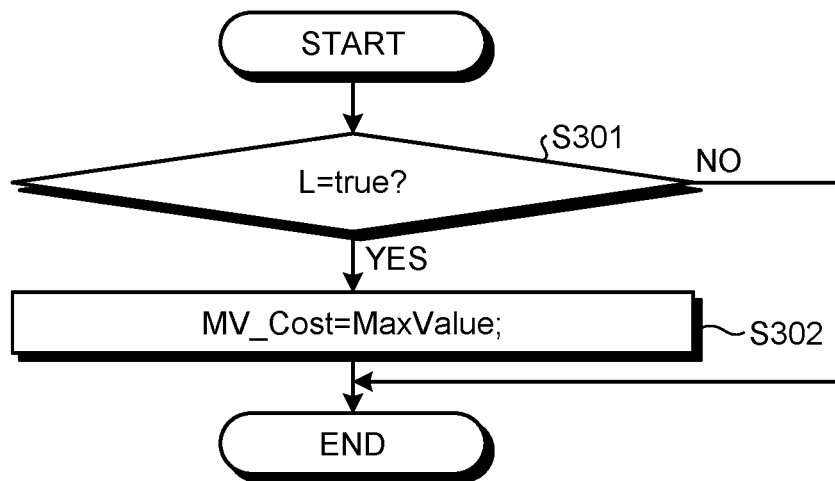 START
S301
L=true?
NO
YES
MV_Cost=MaxValue;
S302
END